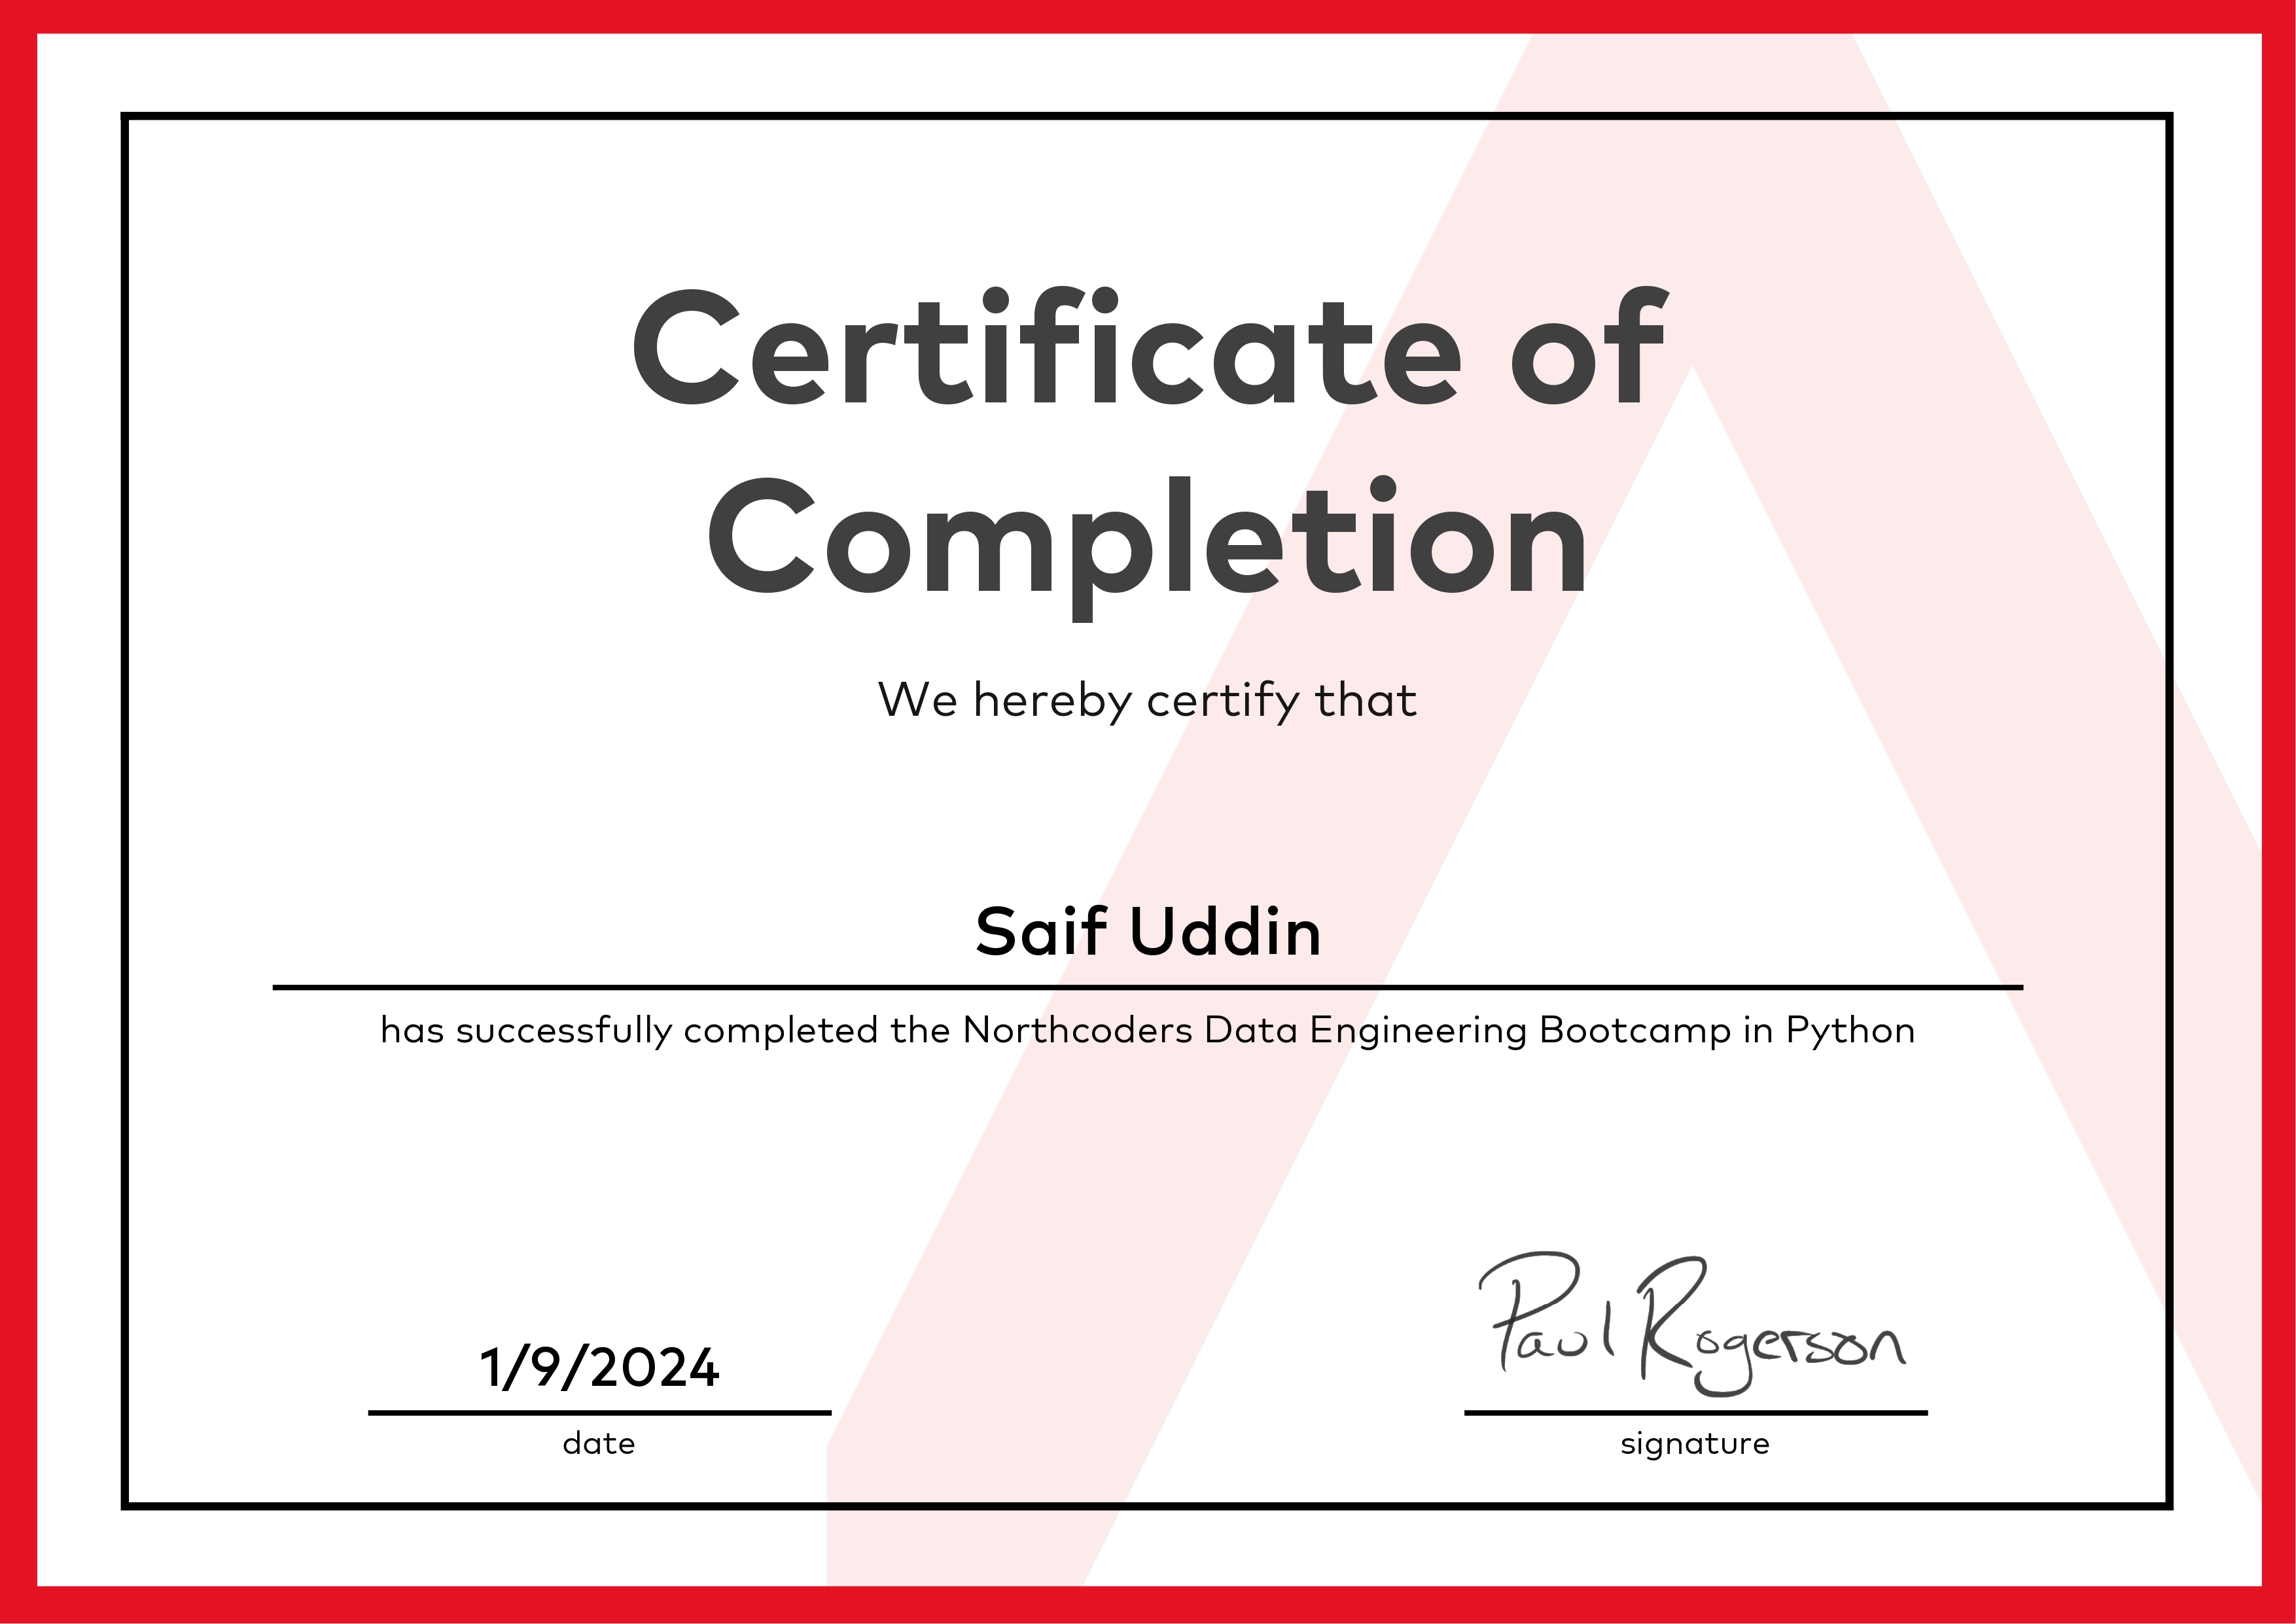 Certificate of
Completion
We hereby certify that
Saif Uddin
has successfully completed the Northcoders Data Engineering Bootcamp in Python
Paul Rogerson
1/9/2024
date
signature